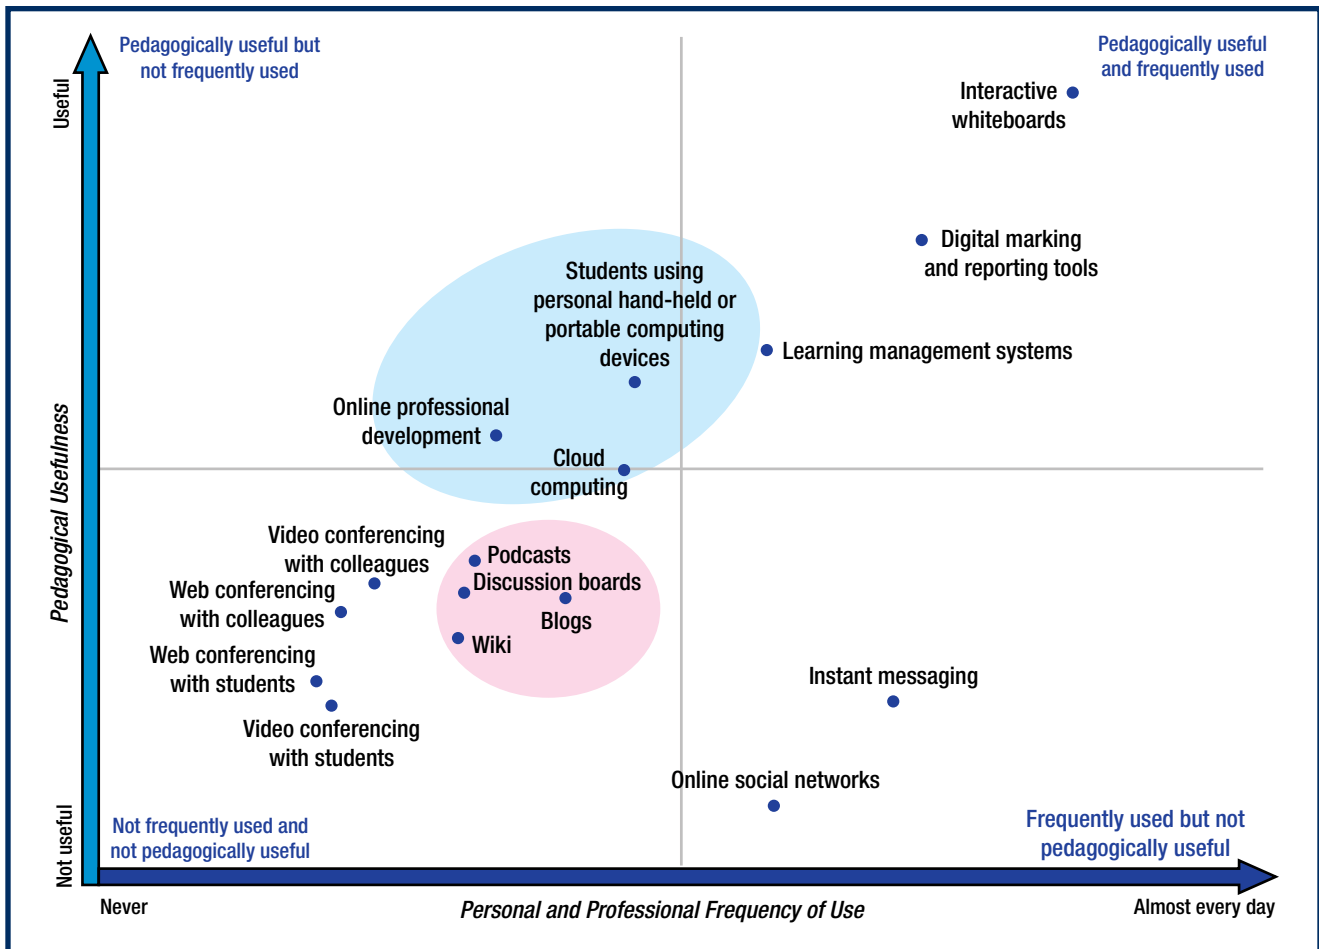 Pedagogically useful but
not frequently used
Pedagogically useful
and frequently used
Useful
Interactive
whiteboards
Digital marking
and reporting tools
Students using
personal hand-held or
portable computing
devices
Learning management systems
Online professional
development
Cloud
computing
Pedagogical Usefulness
Video conferencing
with colleagues
Podcasts
Discussion boards
Web conferencing
with colleagues
Blogs
Wiki
Web conferencing
with students
Instant messaging
Video conferencing
with students
Online social networks
Not useful
Not frequently used and
not pedagogically useful
Frequently used but not
pedagogically useful
Never
Personal and Professional Frequency of Use
Almost every day